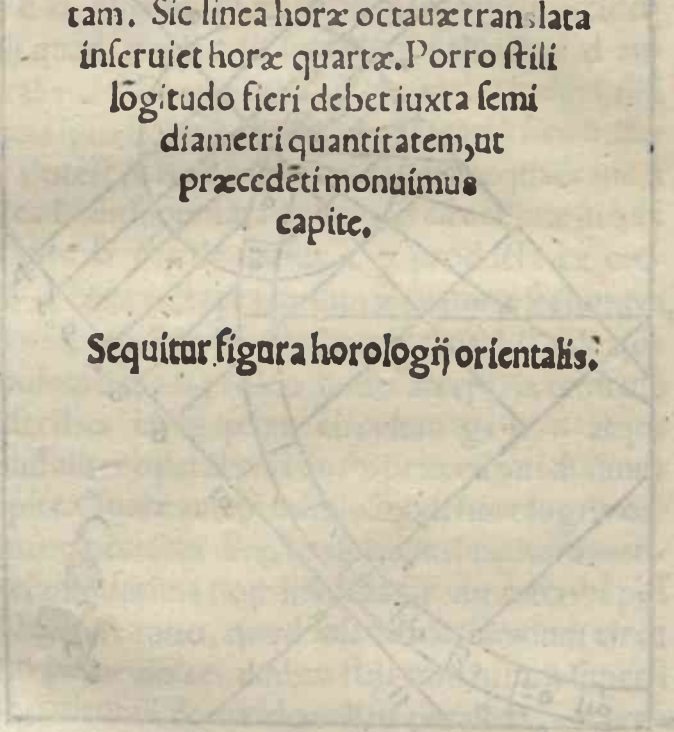 tam. Sic linea horæ octauæ translata
inseruiet horæ quartæ. Porro stili
lōgitudo fieri debet iuxta semi
diametri quantitatem, ut
præcedēti monuimus
capite.
Sequitur figura horologij orientalis.